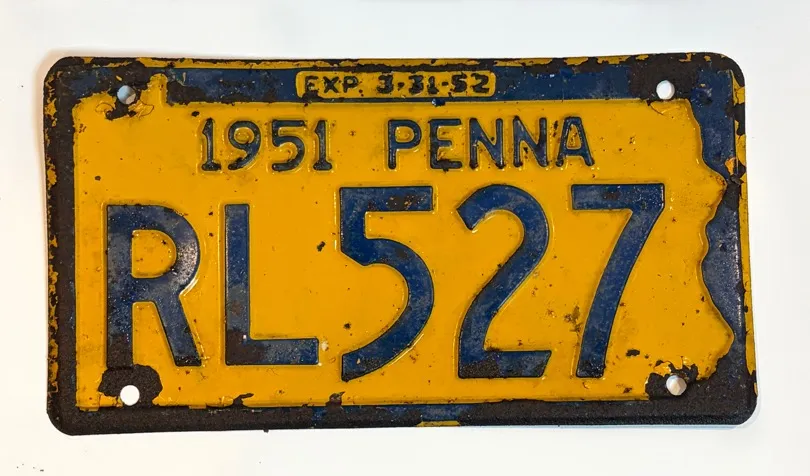 EXP. 3-31-52
1951 PENNA
RL527